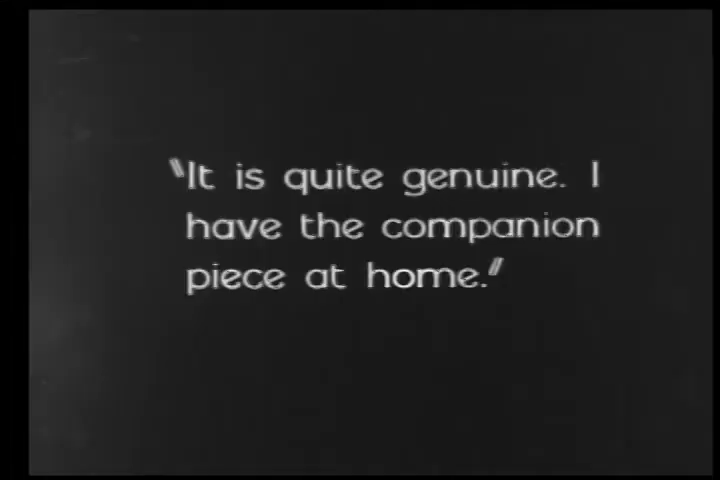 "It is quite genuine. I
have the companion
piece at home."